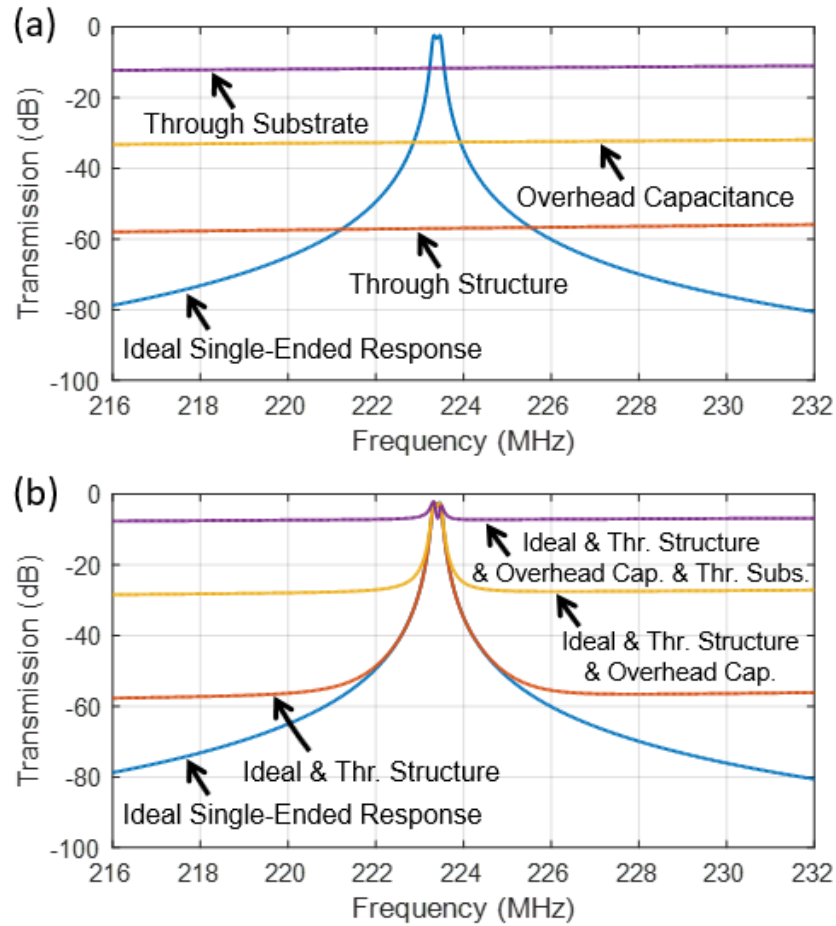 (a)
0
-20
-40
-60
-80
-100
Transmission (dB)
Through Substrate
Overhead Capacitance
Through Structure
Ideal Single-Ended Response
216 218 220 222 224 226 228 230 232
Frequency (MHz)
(b)
0
-20
-40
-60
-80
-100
Transmission (dB)
Ideal & Thr. Structure
& Overhead Cap. & Thr. Subs.
Ideal & Thr. Structure
& Overhead Cap.
Ideal & Thr. Structure
Ideal Single-Ended Response
216 218 220 222 224 226 228 230 232
Frequency (MHz)